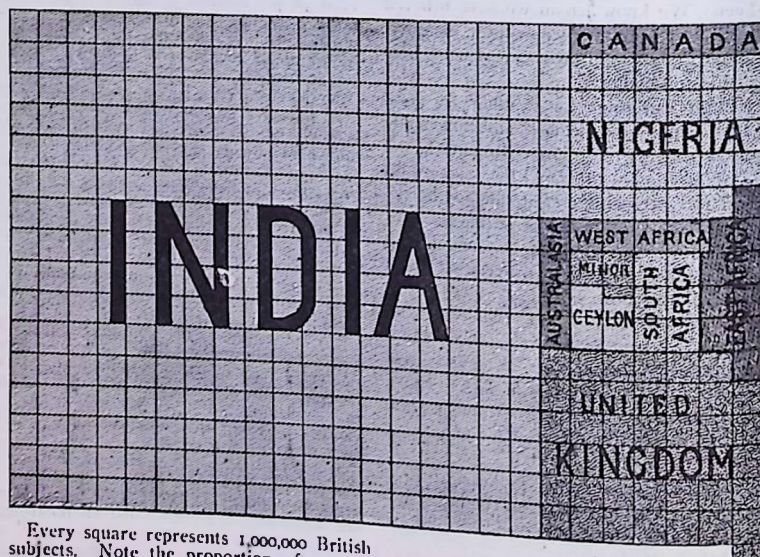 CANADA
NIGERIA
INDIA
AUSTRALASIA
WEST AFRICA
EAST AFRICA
MINOR
SOUTH AFRICA
CEYLON
UNITED
KINGDOM
Every square represents 1,000,000 British
subjects. Note the proportion of